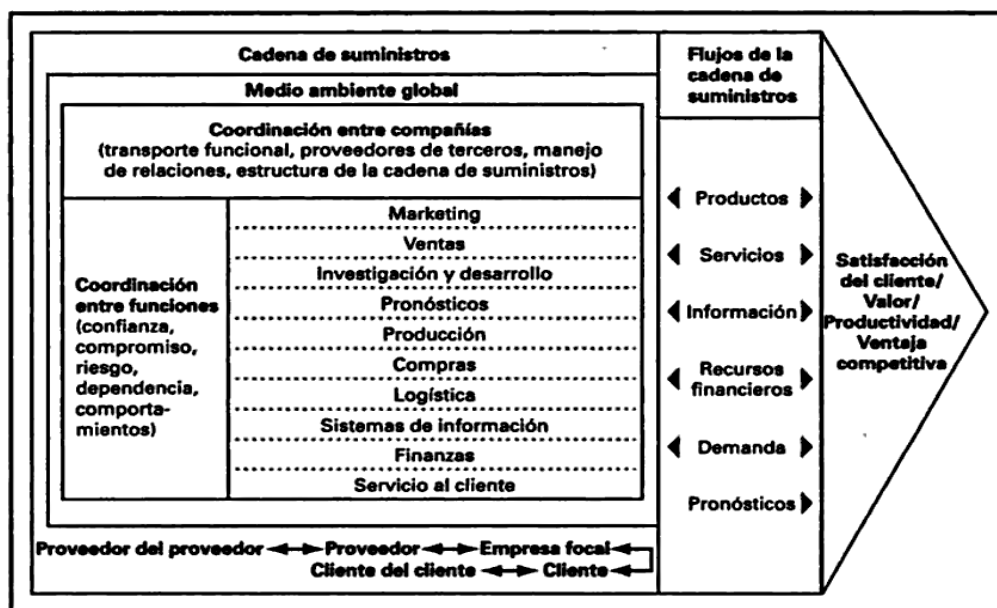 Cadena de suministros
Medio ambiente global
Coordinación entre compañías
(transporte funcional, proveedores de terceros, manejo
de relaciones, estructura de la cadena de suministros)
Coordinación
entre funciones
(confianza,
compromiso,
riesgo,
dependencia,
comporta-
mientos)
Marketing
Ventas
Investigación y desarrollo
Pronósticos
Producción
Compras
Logística
Sistemas de información
Finanzas
Servicio al cliente
Proveedor del proveedor Proveedor Empresa focal
Cliente del cliente Cliente
Flujos de la
cadena de
suministros
Productos
Servicios
Información
Recursos
financieros
Demanda
Pronósticos
Satisfacción
del cliente/
Valor/
Productividad/
Ventaja
competitiva